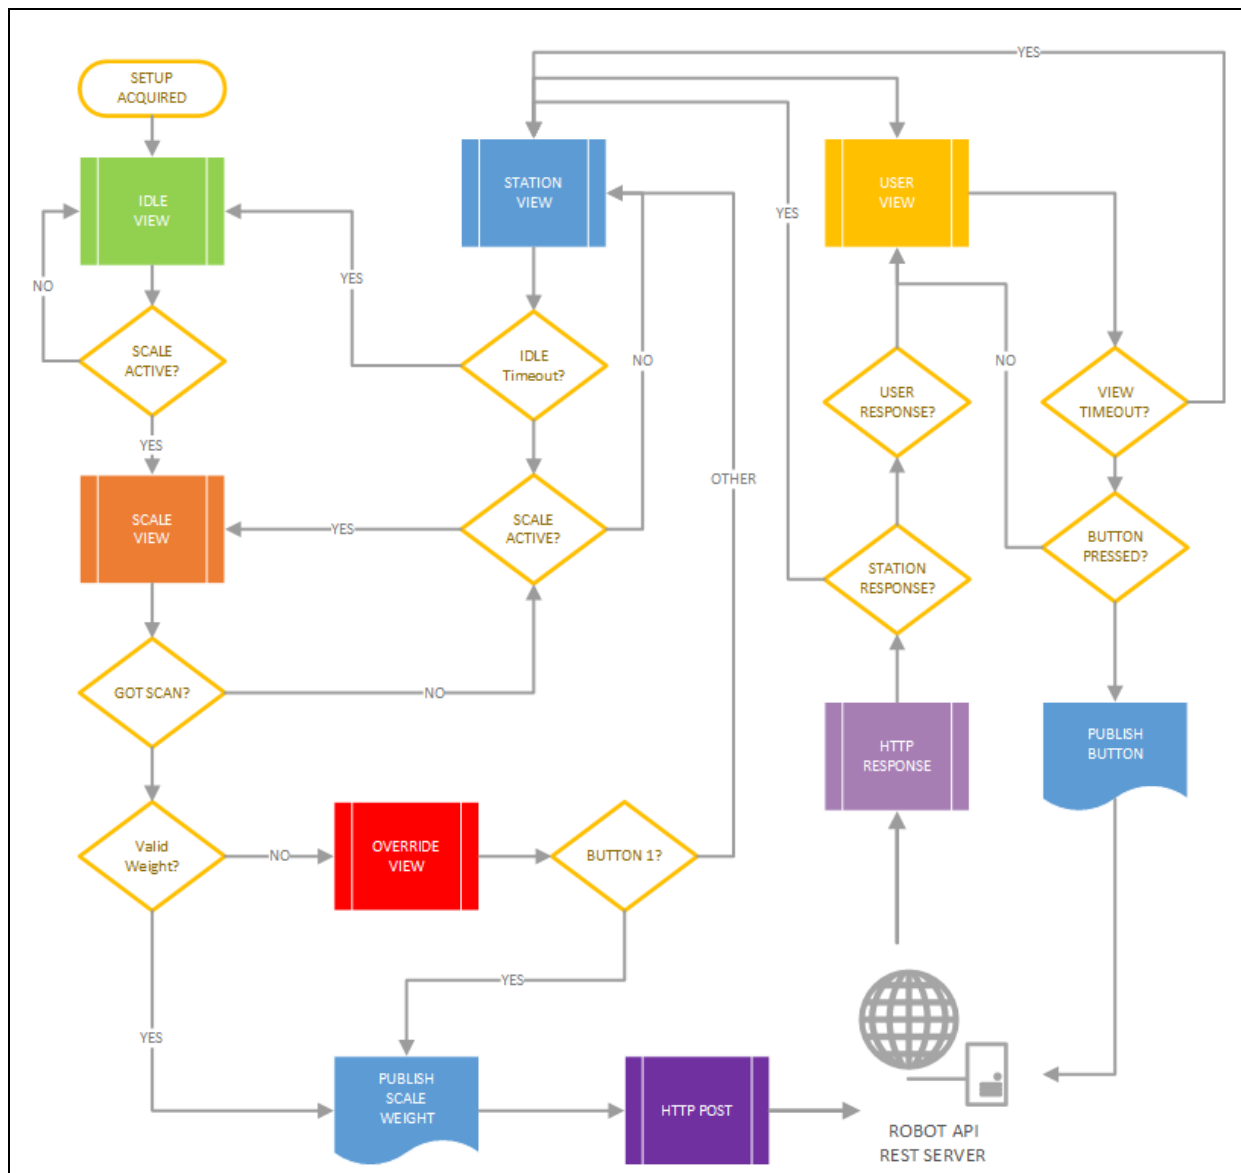 SETUP
ACQUIRED
YES
STATION
VIEW
USER
VIEW
IDLE
VIEW
YES
YES
NO
SCALE
ACTIVE?
IDLE
Timeout?
NO
NO
USER
RESPONSE?
VIEW
TIMEOUT?
YES
OTHER
SCALE
VIEW
YES
SCALE
ACTIVE?
BUTTON
PRESSED?
STATION
RESPONSE?
GOT SCAN?
NO
HTTP
RESPONSE
PUBLISH
BUTTON
Valid
Weight?
NO
OVERRIDE
VIEW
BUTTON 1?
YES
YES
PUBLISH
SCALE
WEIGHT
HTTP POST
ROBOT API
REST SERVER